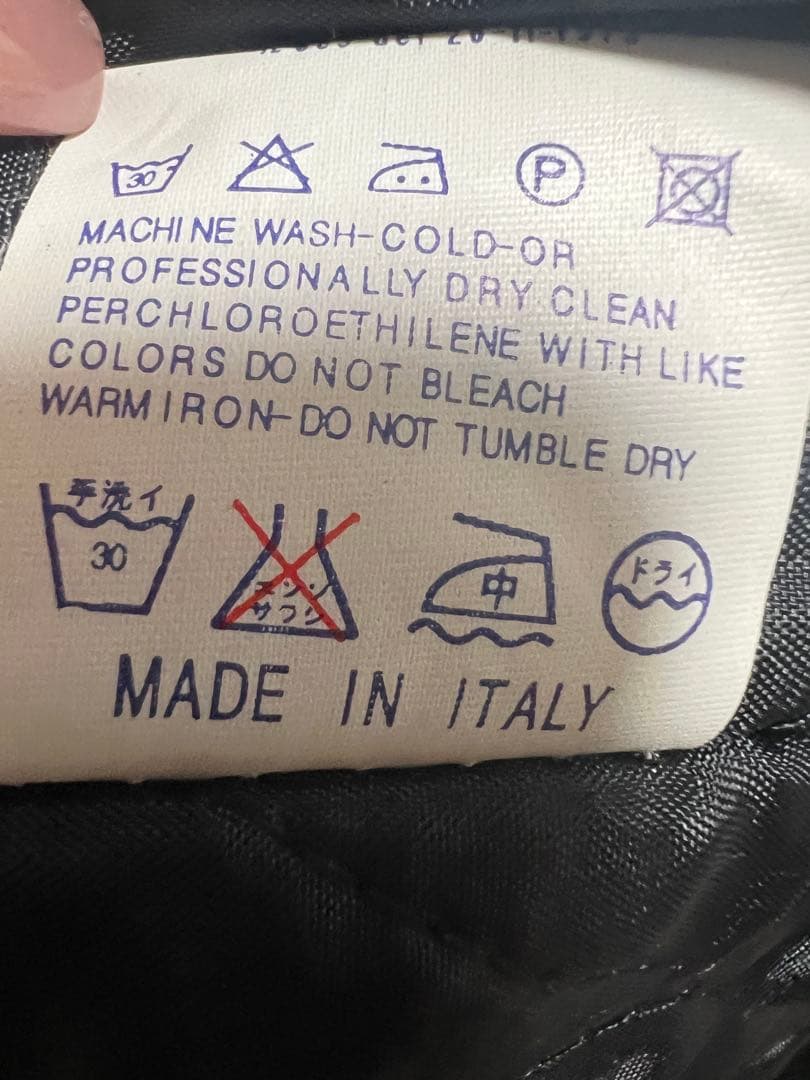 30
P
MACHINE WASH-COLD-OR
PROFESSIONALLY DRY CLEAN
PERCHLOROETHILENE WITH LIKE
COLORS DO NOT BLEACH
WARM IRON-DO NOT TUMBLE DRY
手洗イ
30
中
ドライ
MADE IN ITALY